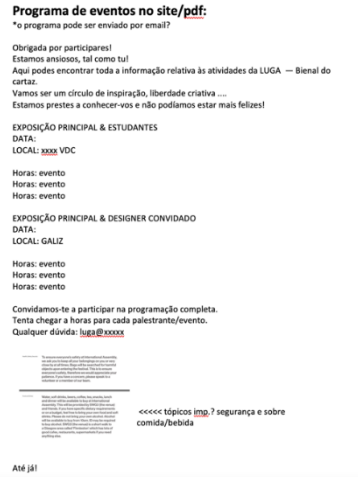 Programa de eventos no site/pdf:
*o programa pode ser enviado por email?
Obrigada por participares!
Estamos ansiosos, tal como tu!
Aqui podes encontrar toda a informação relativa às atividades da LUGA — Bienal do
cartaz.
Vamos ser um círculo de inspiração, liberdade criativa ....
Estamos prestes a conhecer-vos e não podíamos estar mais felizes!
EXPOSIÇÃO PRINCIPAL & ESTUDANTES
DATA:
LOCAL: xxxx VDC
Horas: evento
Horas: evento
Horas: evento
EXPOSIÇÃO PRINCIPAL & DESIGNER CONVIDADO
DATA:
LOCAL: GALIZ
Horas: evento
Horas: evento
Horas: evento
Convidamos-te a participar na programação completa.
Tenta chegar a horas para cada palestrante/evento.
Qualquer dúvida: luga@xxxxx
<<<<< tópicos imp.? segurança e sobre
comida/bebida
Até já!